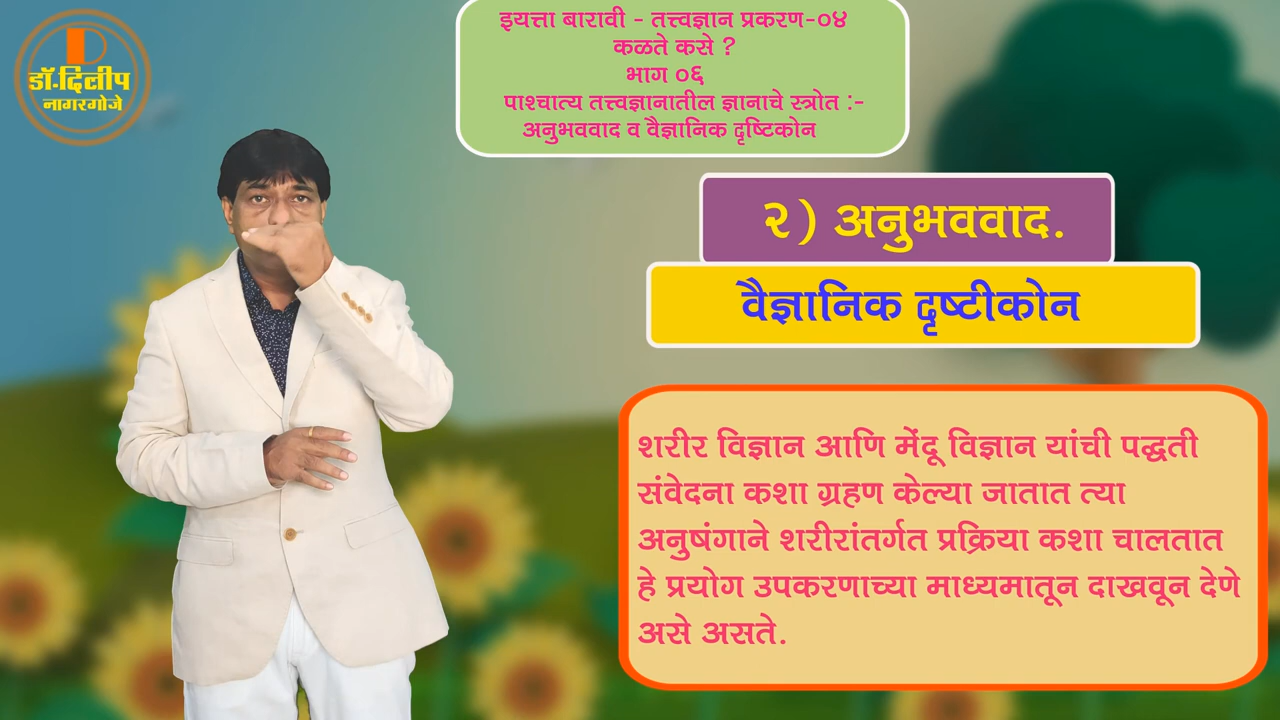 डॉ.दिलीप
नागरगोजे
इयत्ता बारावी - तत्त्वज्ञान प्रकरण-०४
कळते कसे ?
भाग ०६
पाश्चात्य तत्त्वज्ञानातील ज्ञानाचे स्त्रोत :-
अनुभववाद व वैज्ञानिक दृष्टिकोन
२) अनुभववाद.
वैज्ञानिक दृष्टीकोन
शरीर विज्ञान आणि मेंदू विज्ञान यांची पद्धती
संवेदना कशा ग्रहण केल्या जातात त्या
अनुषंगाने शरीरांतर्गत प्रक्रिया कशा चालतात
हे प्रयोग उपकरणाच्या माध्यमातून दाखवून देणे
असे असते.